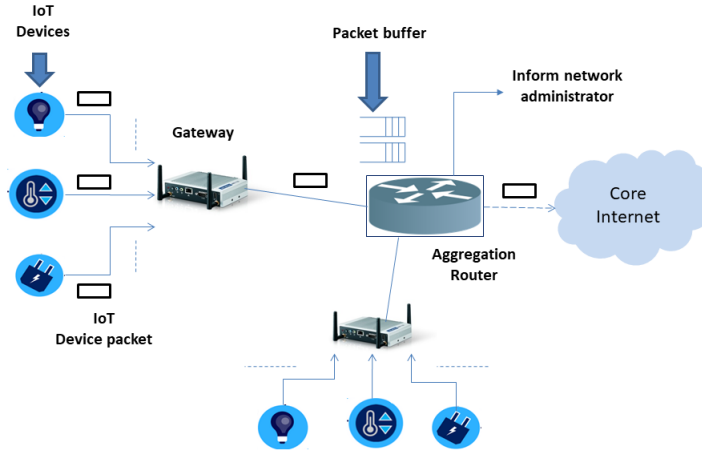 IoT
Devices
Packet buffer
Inform network
administrator
Gateway
Core
Internet
Aggregation
Router
IoT
Device packet